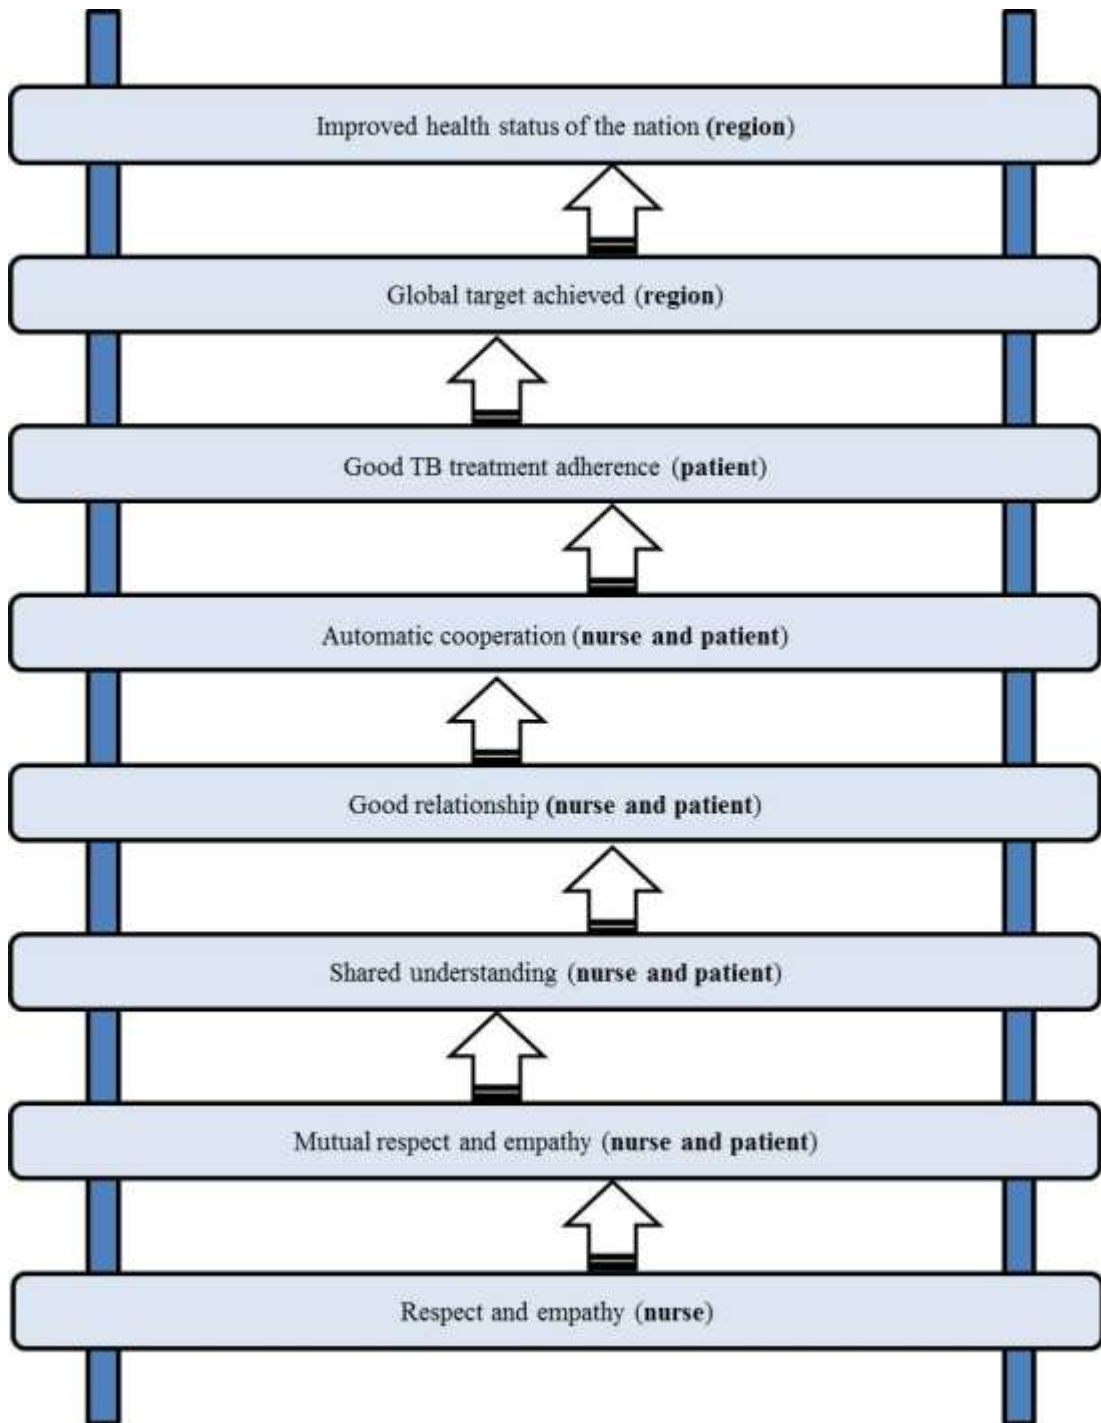 Improved health status of the nation (region)
Global target achieved (region)
Good TB treatment adherence (patient)
Automatic cooperation (nurse and patient)
Good relationship (nurse and patient)
Shared understanding (nurse and patient)
Mutual respect and empathy (nurse and patient)
Respect and empathy (nurse)